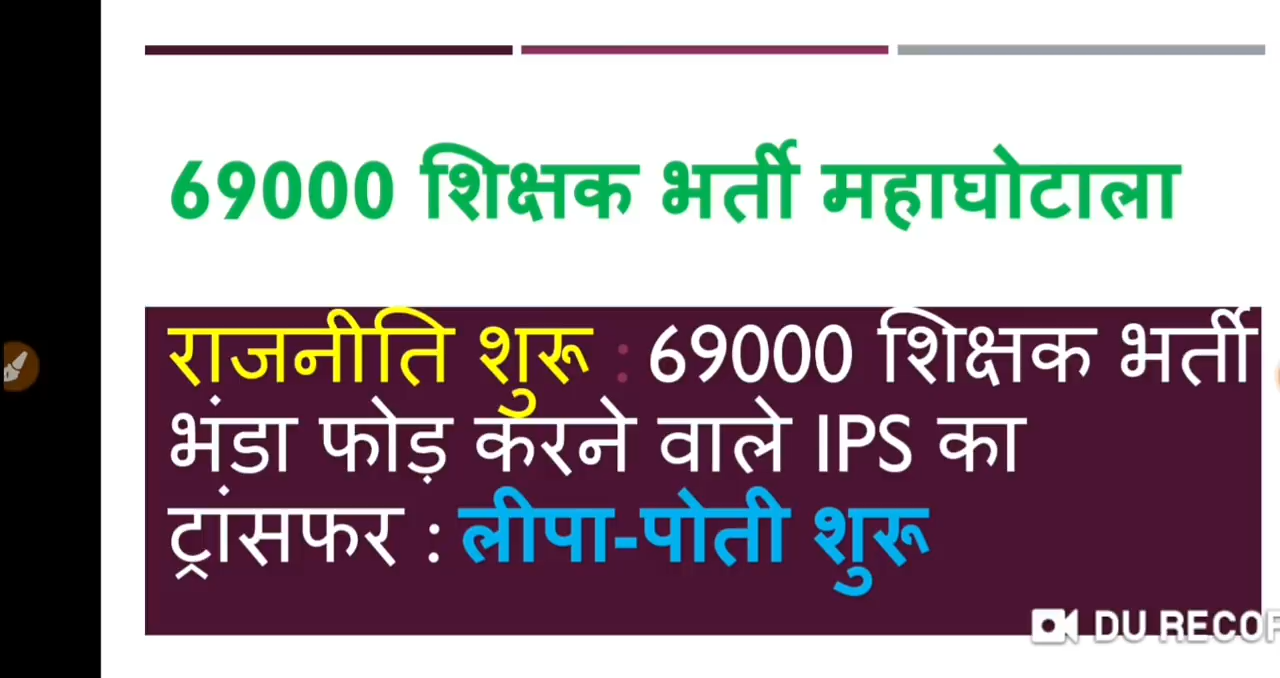 69000 शिक्षक भर्ती महाघोटाला
राजनीति शुरू : 69000 शिक्षक भर्ती
भंडा फोड़ करने वाले IPS का
ट्रांसफर : लीपा-पोती शुरू
DU RECOR